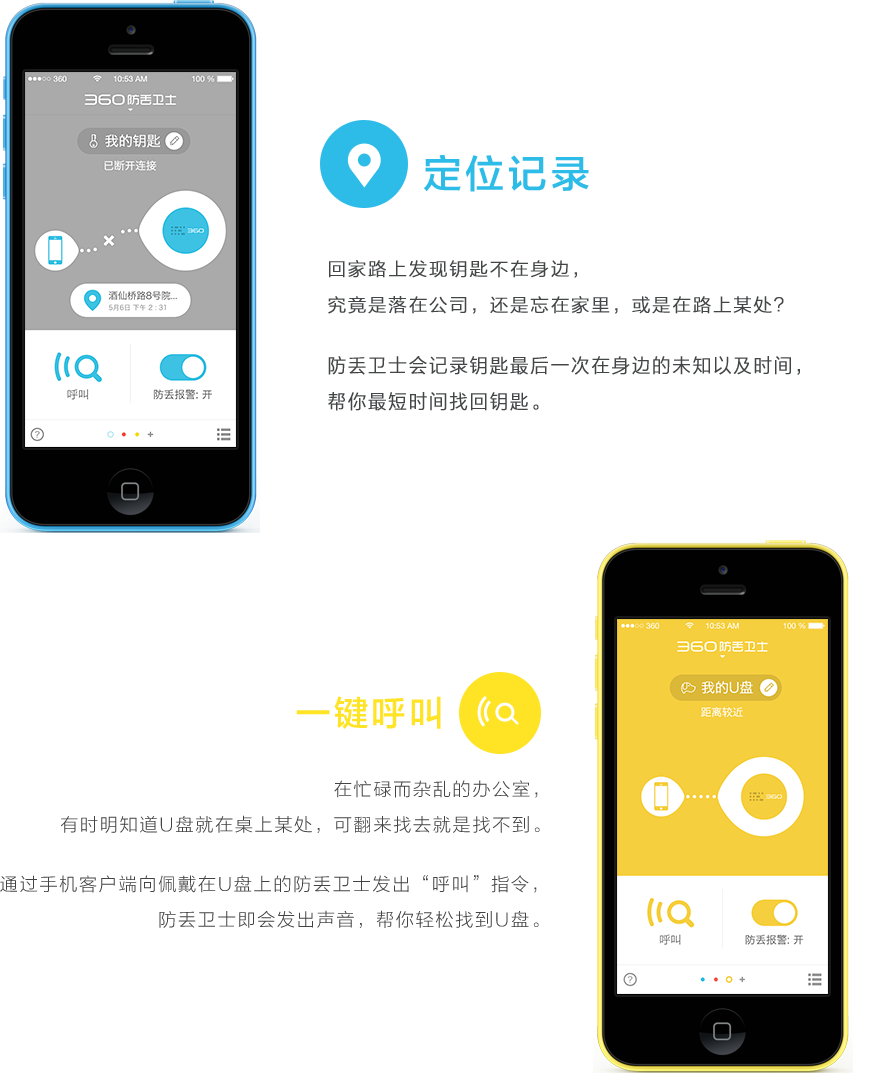 360 10:53 AM 100 %
360防丢卫士
我的钥匙
已断开连接
360
酒仙桥路8号院...
5月6日 下午 2 : 31
呼叫
防丢报警: 开
?
定位记录
回家路上发现钥匙不在身边，
究竟是落在公司，还是忘在家里，或是在路上某处？
防丢卫士会记录钥匙最后一次在身边的未知以及时间，
帮你最短时间找回钥匙。
一键呼叫
在忙碌而杂乱的办公室，
有时明知道U盘就在桌上某处，可翻来找去就是找不到。
通过手机客户端向佩戴在U盘上的防丢卫士发出“呼叫”指令，
防丢卫士即会发出声音，帮你轻松找到U盘。
360 10:53 AM 100 %
360防丢卫士
我的U盘
距离较近
360
呼叫
防丢报警: 开
?